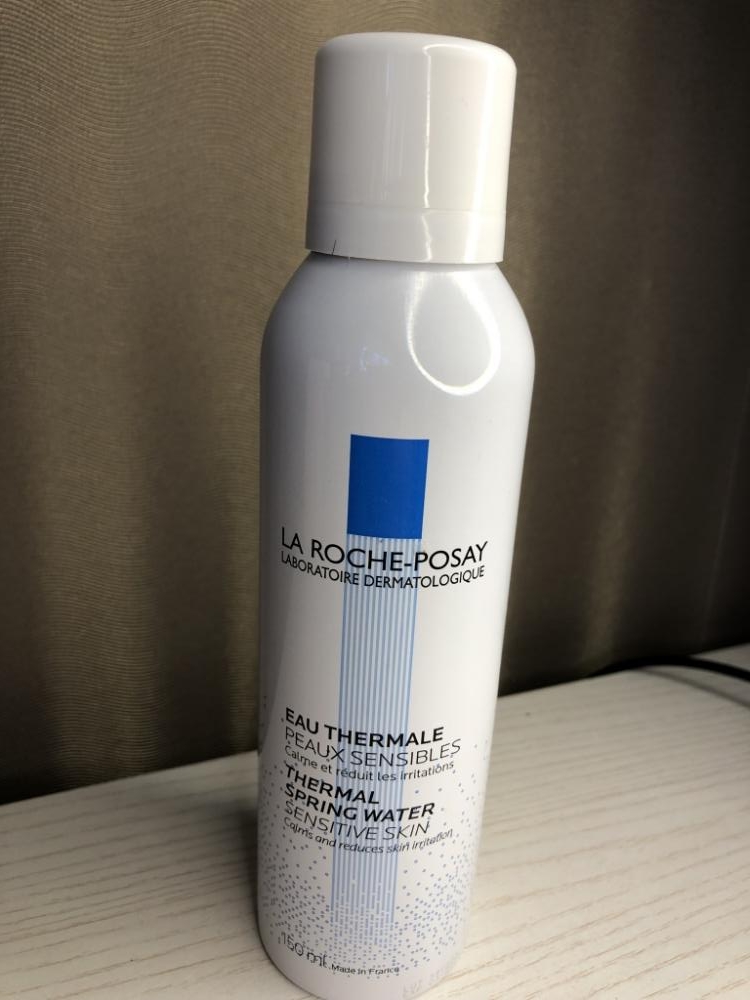 LA ROCHE-POSAY
LABORATOIRE DERMATOLOGIQUE
EAU THERMALE
PEAUX SENSIBLES
Calme et réduit les irritations
THERMAL
SPRING WATER
SENSITIVE SKIN
Calms and reduces skin irritation
150 ml Made in France